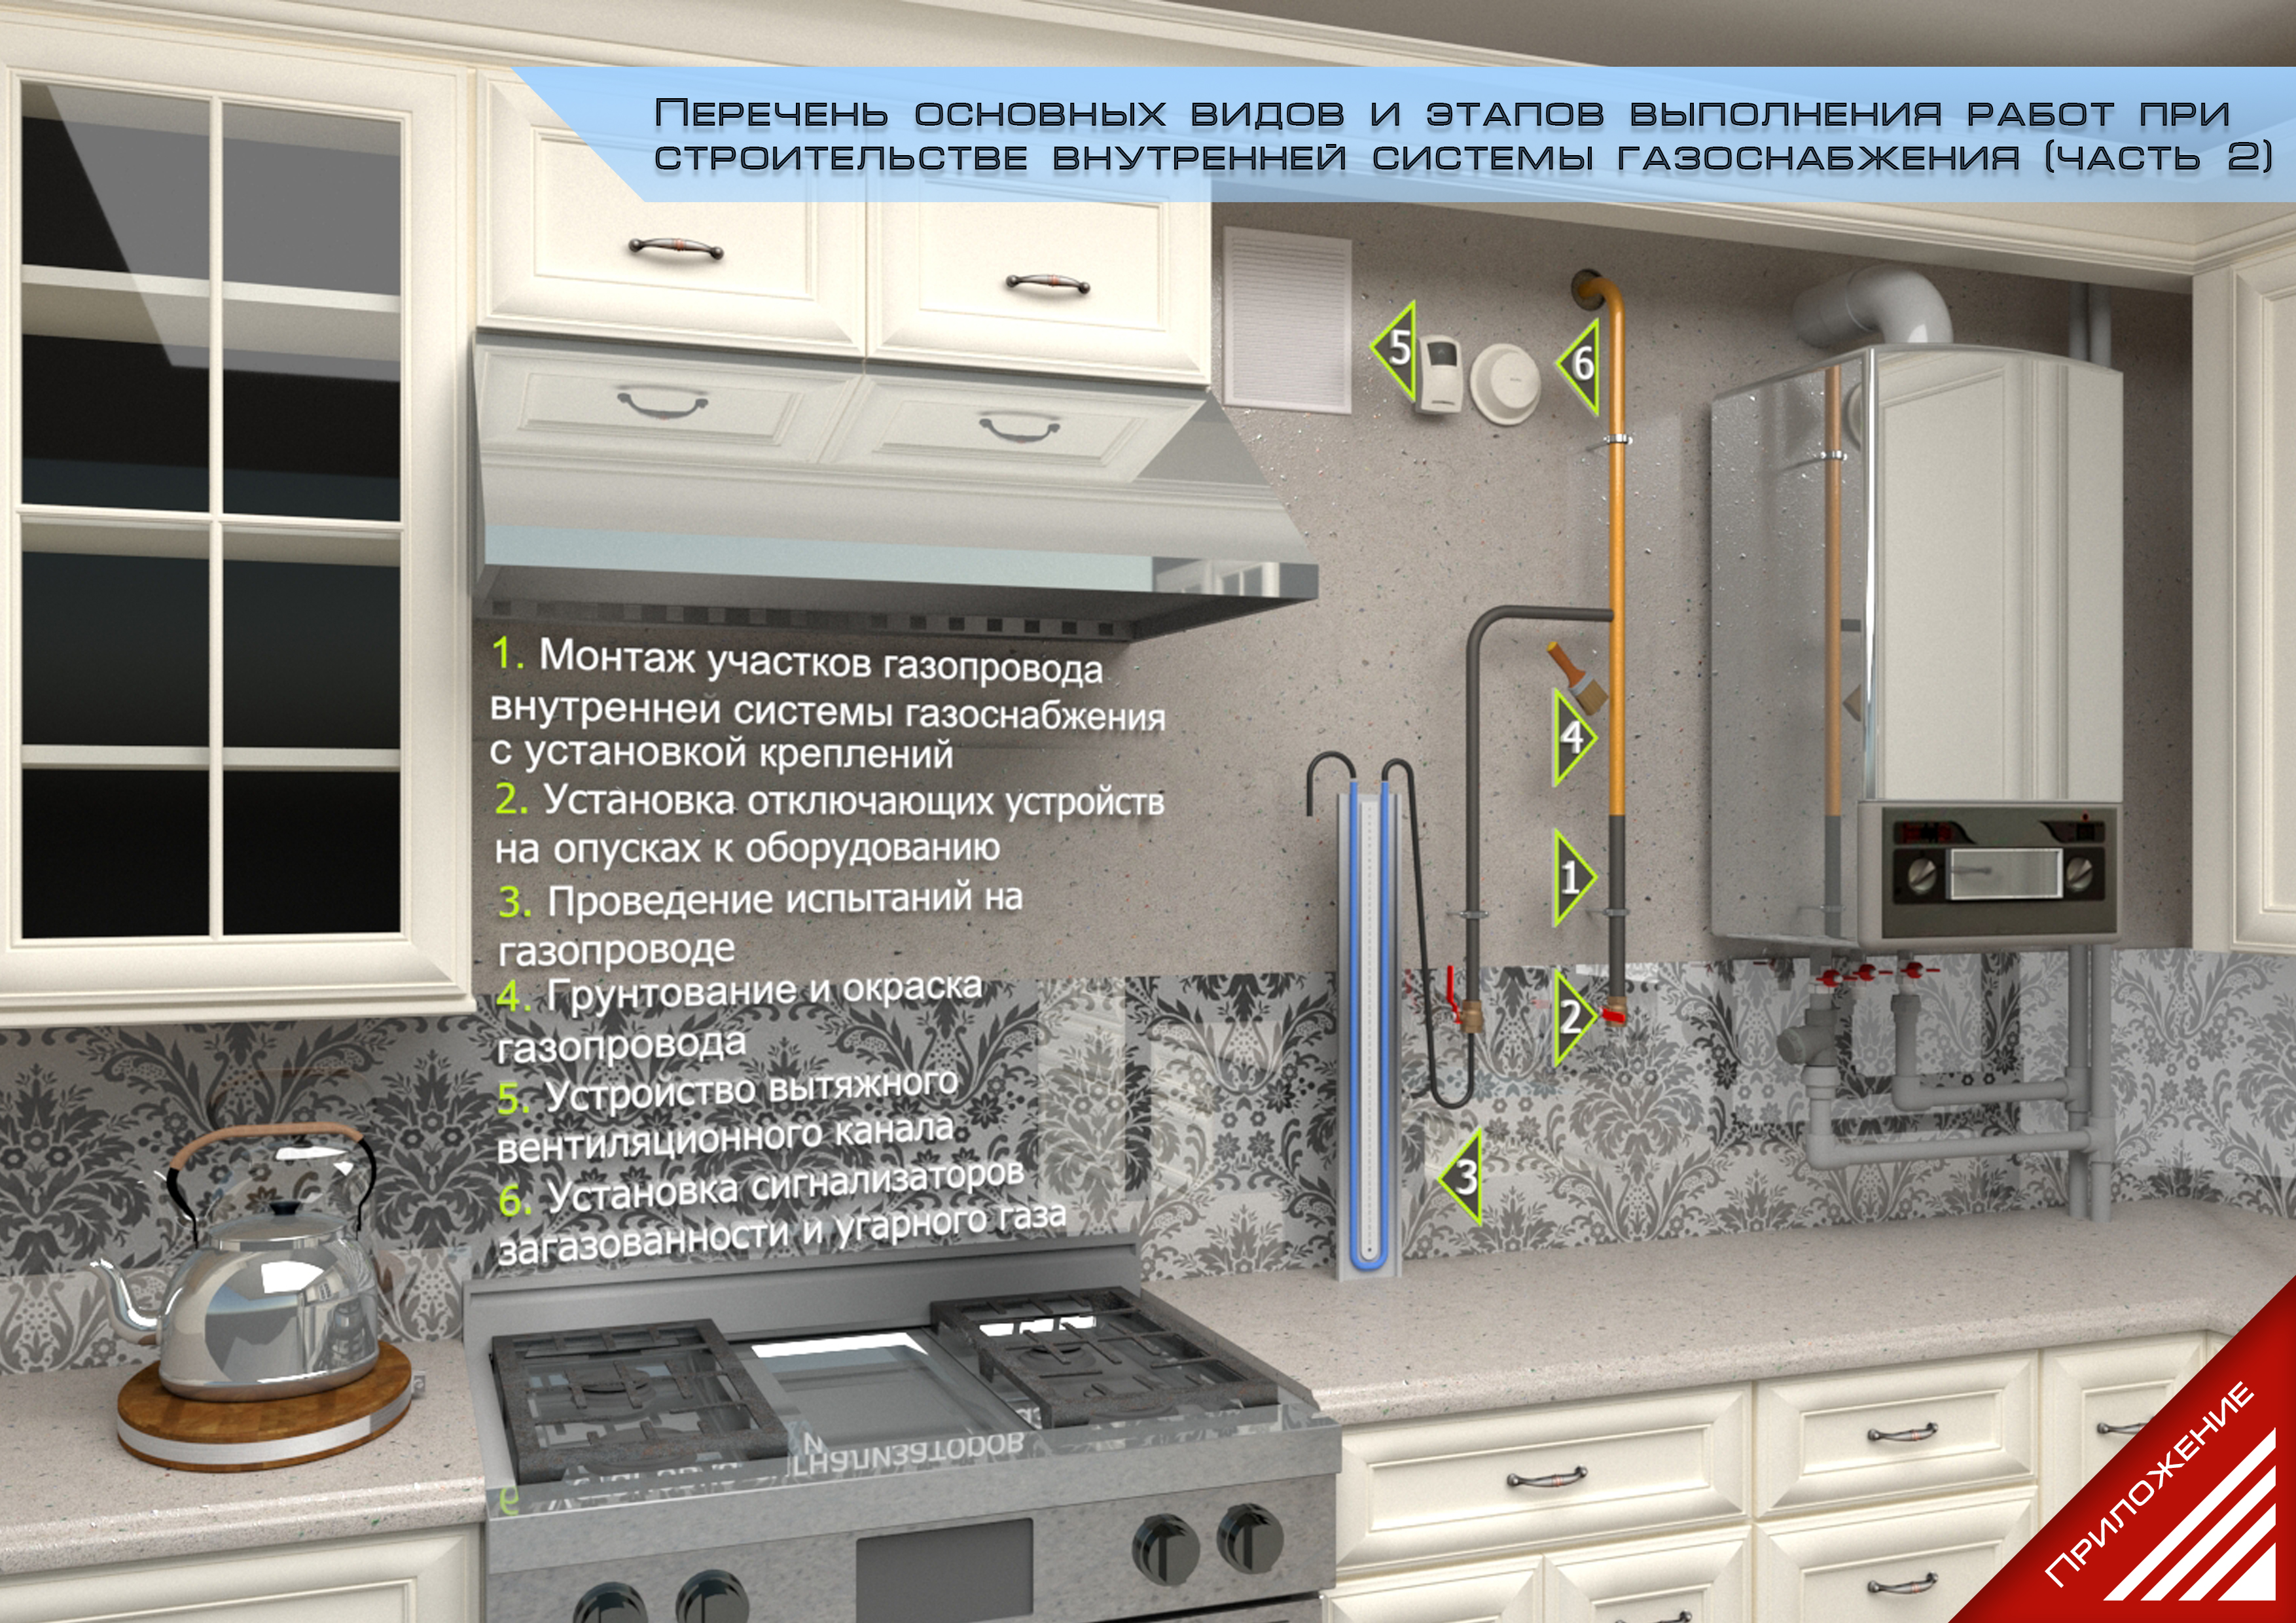 Перечень основных видов и этапов выполнения работ при
строительстве внутренней системы газоснабжения (часть 2)
5
6
1. Монтаж участков газопровода
внутренней системы газоснабжения
с установкой креплений
4
2. Установка отключающих устройств
на опусках к оборудованию
1
3. Проведение испытаний на
газопроводе
2
4. Грунтование и окраска
газопровода
5. Устройство вытяжного
вентиляционного канала
3
6. Установка сигнализаторов
загазованности и угарного газа
Приложение